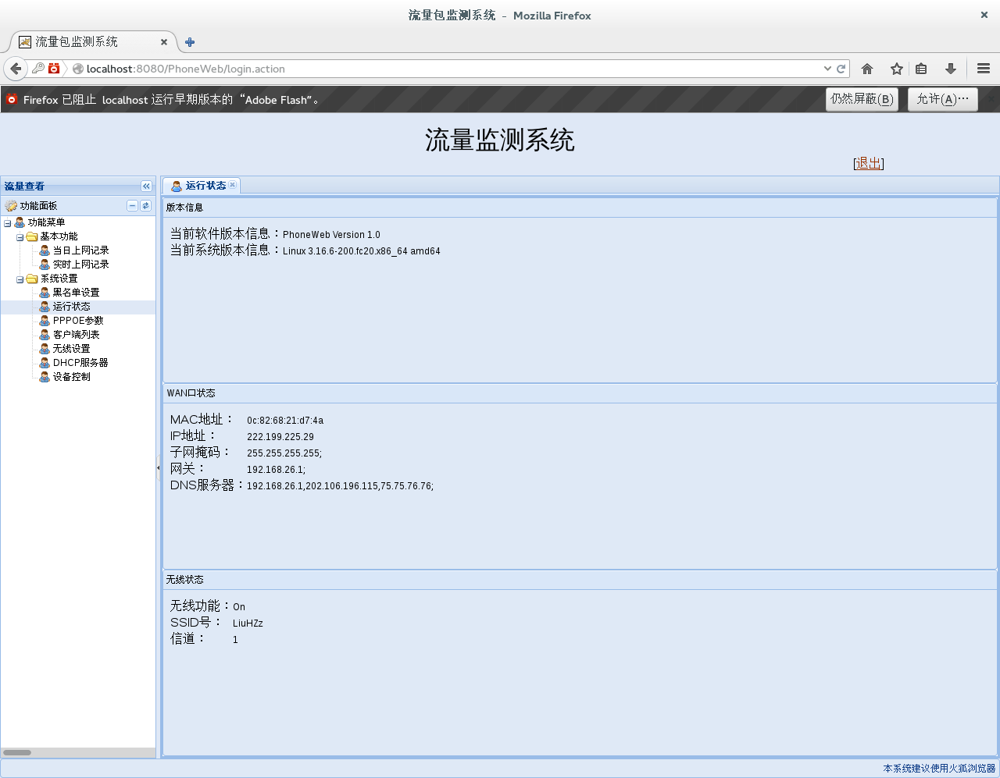 流量包监测系统 - Mozilla Firefox
流量包监测系统
localhost:8080/PhoneWeb/login.action
Firefox 已阻止 localhost 运行早期版本的“Adobe Flash”。
仍然屏蔽(B)
允许(A)…
流量监测系统
[退出]
流量查看
功能面板
功能菜单
基本功能
当日上网记录
实时上网记录
系统设置
黑名单设置
运行状态
PPPOE参数
客户端列表
无线设置
DHCP服务器
设备控制
运行状态
版本信息
当前软件版本信息：PhoneWeb Version 1.0
当前系统版本信息：Linux 3.16.6-200.fc20.x86_64 amd64
WAN口状态
MAC地址： 0c:82:68:21:d7:4a
IP地址： 222.199.225.29
子网掩码： 255.255.255.255;
网关： 192.168.26.1;
DNS服务器：192.168.26.1,202.106.196.115,75.75.76.76;
无线状态
无线功能：On
SSID号： LiuHZz
信道： 1
本系统建议使用火狐浏览器